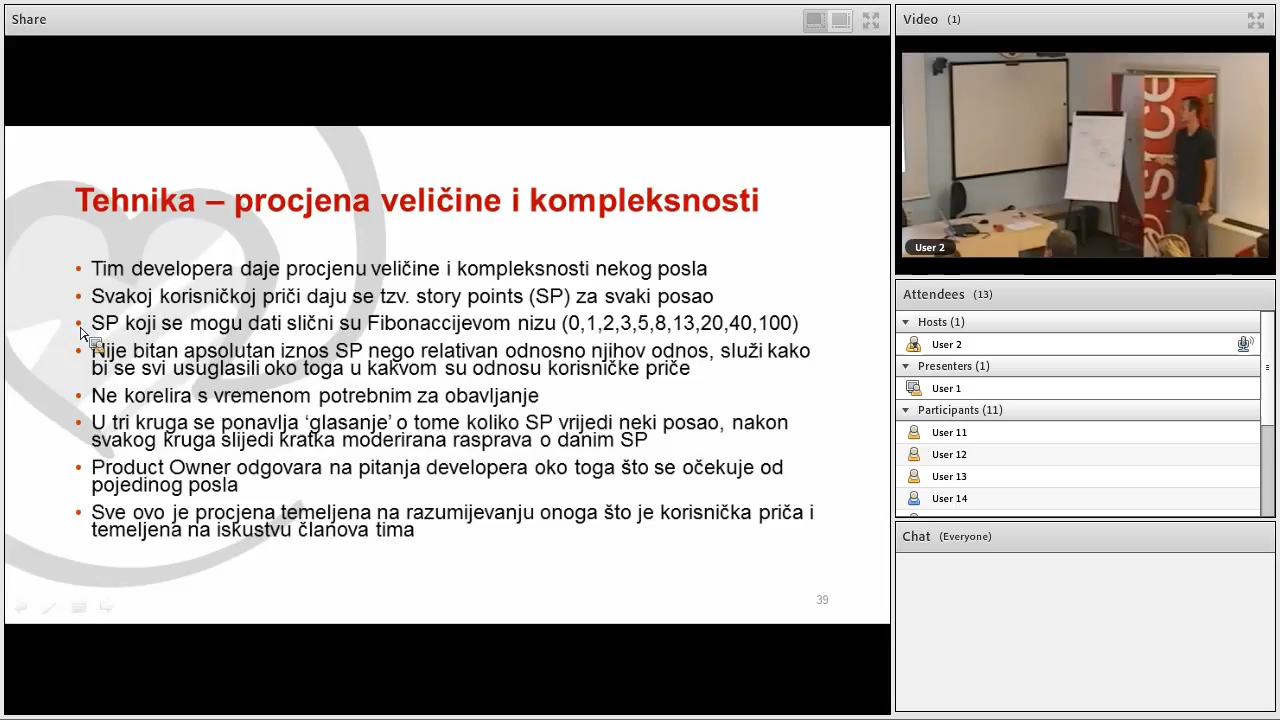 Share
Tehnika – procjena veličine i kompleksnosti
• Tim developera daje procjenu veličine i kompleksnosti nekog posla
• Svakoj korisničkoj priči daju se tzv. story points (SP) za svaki posao
• SP koji se mogu dati slični su Fibonaccijevom nizu (0,1,2,3,5,8,13,20,40,100)
• Nije bitan apsolutan iznos SP nego relativan odnosno njihov odnos, služi kako
bi se svi usuglasili oko toga u kakvom su odnosu korisničke priče
• Ne korelira s vremenom potrebnim za obavljanje
• U tri kruga se ponavlja ‘glasanje’ o tome koliko SP vrijedi neki posao, nakon
svakog kruga slijedi kratka moderirana rasprava o danim SP
• Product Owner odgovara na pitanja developera oko toga što se očekuje od
pojedinog posla
• Sve ovo je procjena temeljena na razumijevanju onoga što je korisnička priča i
temeljena na iskustvu članova tima
39
Video (1)
User 2
Attendees (13)
Hosts (1)
User 2
Presenters (1)
User 1
Participants (11)
User 11
User 12
User 13
User 14
Chat (Everyone)